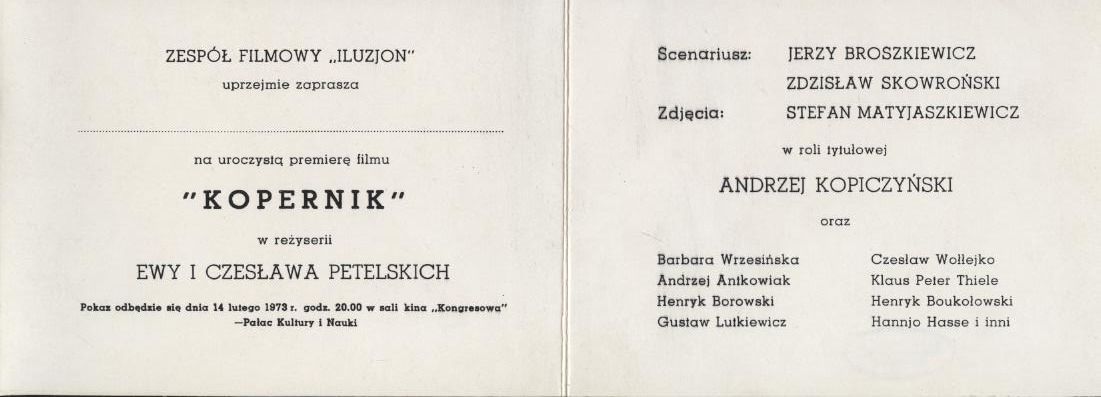 ZESPÓŁ FILMOWY „ILUZJON"
uprzejmie zaprasza
na uroczystą premierę filmu
"KOPERNIK"
w reżyserii
EWY I CZESŁAWA PETELSKICH
Pokaz odbędzie się dnia 14 lutego 1973 r. godz. 20.00 w sali kina „Kongresowa"
—Pałac Kultury i Nauki
Scenariusz: JERZY BROSZKIEWICZ
ZDZISŁAW SKOWROŃSKI
Zdjęcia: STEFAN MATYJASZKIEWICZ
w roli tytułowej
ANDRZEJ KOPICZYŃSKI
oraz
Barbara Wrzesińska Czesław Wołłejko
Andrzej Antkowiak Klaus Peter Thiele
Henryk Borowski Henryk Boukołowski
Gustaw Lutkiewicz Hannjo Hasse i inni